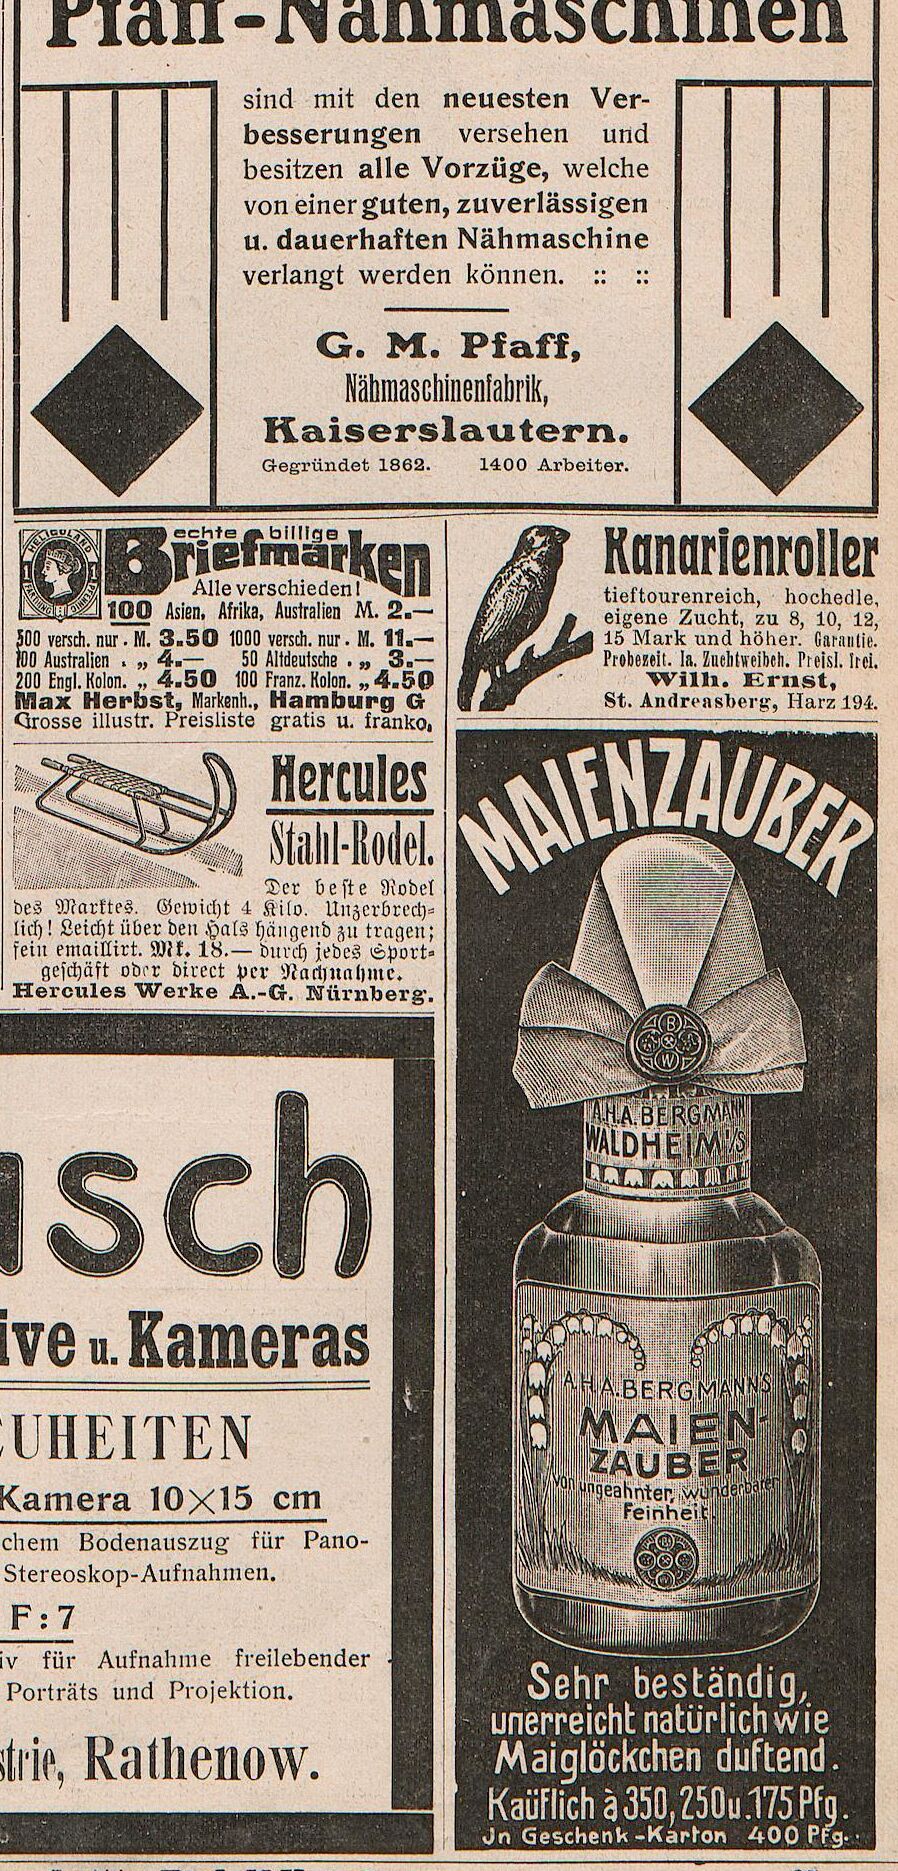 Pfaff-Nähmaschinen
sind mit den neuesten Ver-
besserungen versehen und
besitzen alle Vorzüge, welche
von einer guten, zuverlässigen
u. dauerhaften Nähmaschine
verlangt werden können. :: ::
G. M. Pfaff,
Nähmaschinenfabrik,
Kaiserslautern.
Gegründet 1862. 1400 Arbeiter.
HELIGOLAND
echte billige
Briefmarken
Alle verschieden!
100 Asien, Afrika, Australien M. 2.—
500 versch. nur . M. 3.50 1000 versch. nur . M. 11.—
100 Australien . „ 4.— 50 Altdeutsche . „ 3.—
200 Engl. Kolon. „ 4.50 100 Franz. Kolon. „ 4.50
Max Herbst, Markenh., Hamburg G
Grosse illustr. Preisliste gratis u. franko,
Kanarienroller
tieftourenreich, hochedle,
eigene Zucht, zu 8, 10, 12,
15 Mark und höher. Garantie.
Probezeit. Ia. Zuchtweibch. Preisl. frei.
Wilh. Ernst,
St. Andreasberg, Harz 194.
Hercules
Stahl-Rodel.
Der beste Rodel
des Marktes. Gewicht 4 Kilo. Unzerbrech-
lich! Leicht über den Hals hängend zu tragen;
fein emailliert. Mk. 18.— durch jedes Sport-
geschäft oder direct per Nachnahme.
Hercules Werke A.-G. Nürnberg.
usch
ive u. Kameras
EUHEITEN
Kamera 10×15 cm
chem Bodenauszug für Pano-
Stereoskop-Aufnahmen.
F:7
iv für Aufnahme freilebender
Porträts und Projektion.
strie, Rathenow.
MAIENZAUBER
B
W
A.H.A. BERGMANN
WALDHEIM i/S
A.H.A. BERGMANNS
MAIEN-
ZAUBER
von ungeahnter, wunderbarer
Feinheit.
Sehr beständig,
unerreicht natürlich wie
Maiglöckchen duftend.
Kaüflich à 350, 250 u. 175 Pfg.
Jn Geschenk-Karton 400 Pfg.